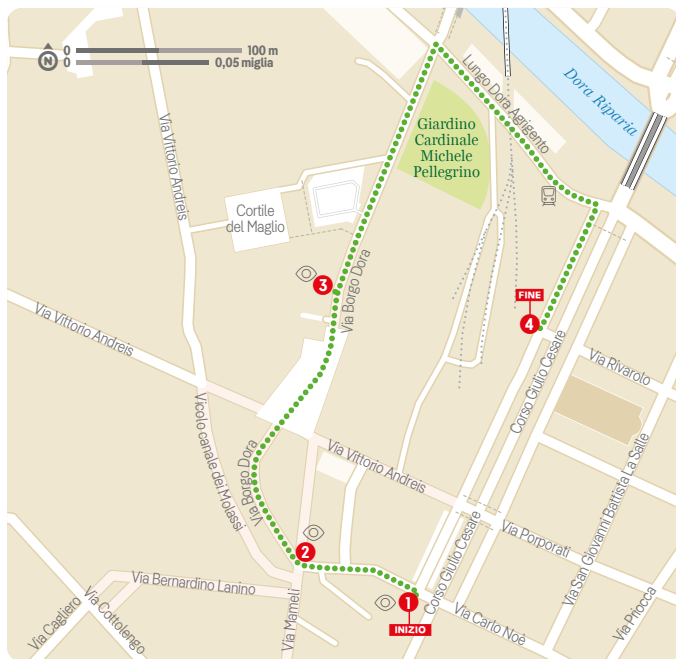 0
100 m
N
0
0,05 miglia
Lungo Dora Agrigento
Dora Riparia
Via Vittorio Andreis
Giardino
Cardinale
Michele
Pellegrino
Cortile
del Maglio
3
Via Borgo Dora
FINE
4
Via Vittorio Andreis
Corso Giulio Cesare
Via Rivarolo
Vicolo canale dei Molassi
Via Borgo Dora
Via Vittorio Andreis
Via San Giovanni Battista La Salle
Via Porporati
Corso Giulio Cesare
2
Via Bernardino Lanino
Via Mameli
1
INIZIO
Via Carlo Noé
Via Priocca
Via Cagliero
Via Cottolengo